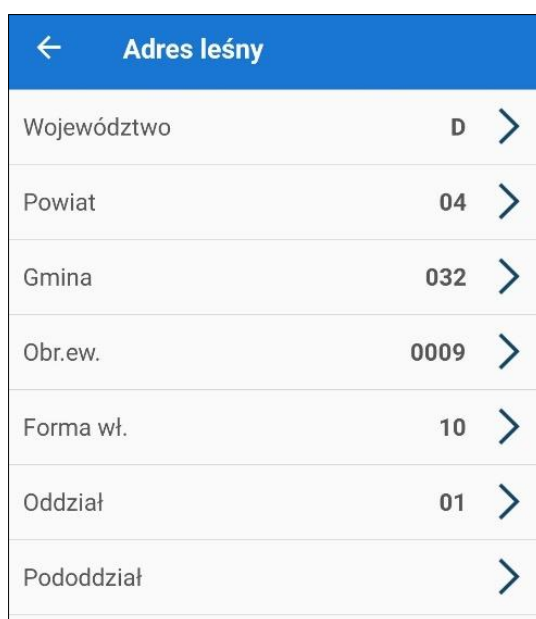 Adres leśny
Województwo D
Powiat 04
Gmina 032
Obr.ew. 0009
Forma wł. 10
Oddział 01
Pododdział